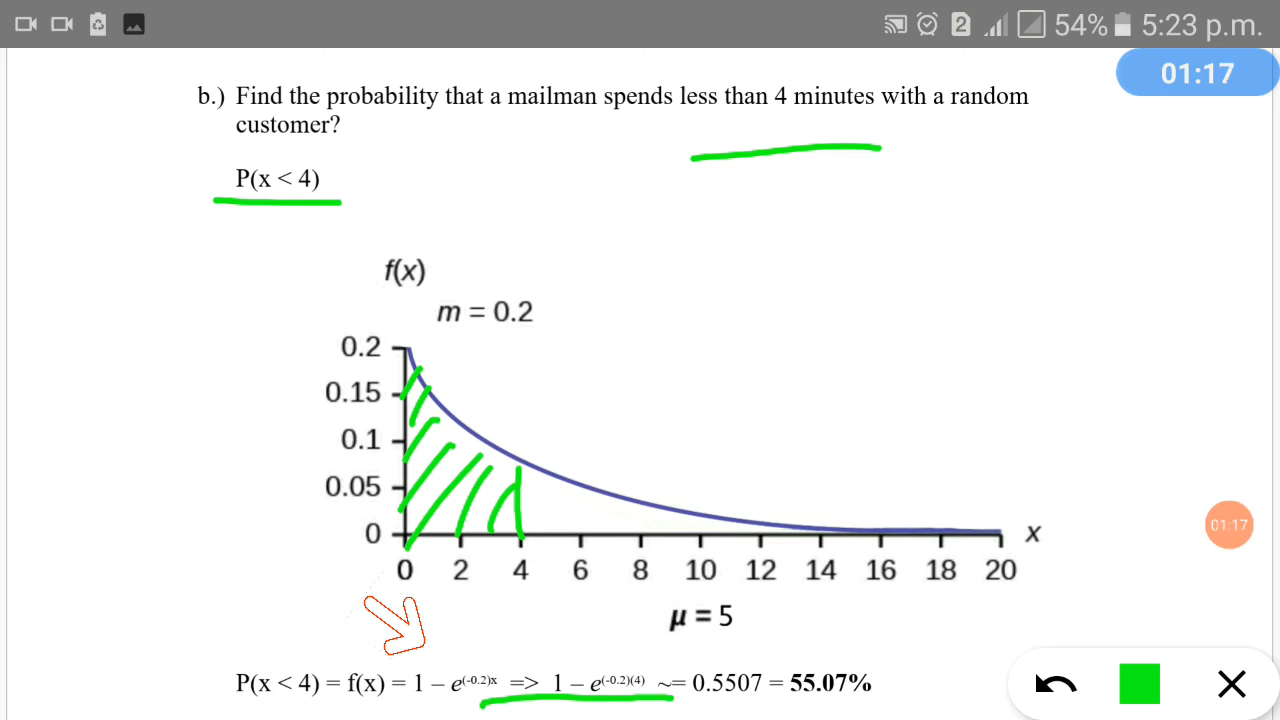 2 54% 5:23 p.m.
01:17
b.) Find the probability that a mailman spends less than 4 minutes with a random
customer?
P(x < 4)
f(x)
m = 0.2
0.2
0.15
0.1
0.05
0
0 2 4 6 8 10 12 14 16 18 20
x
μ = 5
01:17
P(x < 4) = f(x) = 1 – e(-0.2)x => 1 – e(-0.2)(4) ~= 0.5507 = 55.07%